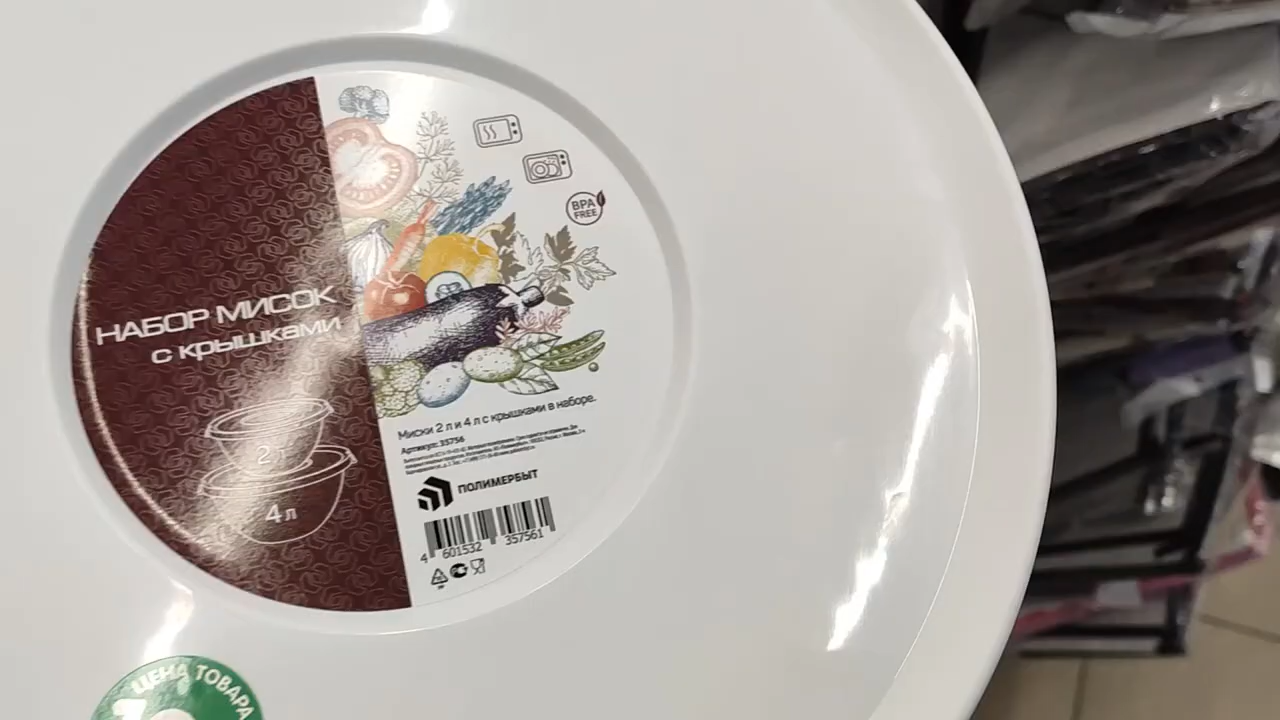 BPA
FREE
НАБОР МИСОК
с крышками
2
4 л
Миски 2 л и 4 л с крышками в наборе.
Артикул: 35756
ПОЛИМЕРБЫТ
4 601532 357561
ЦЕНА ТОВАРА